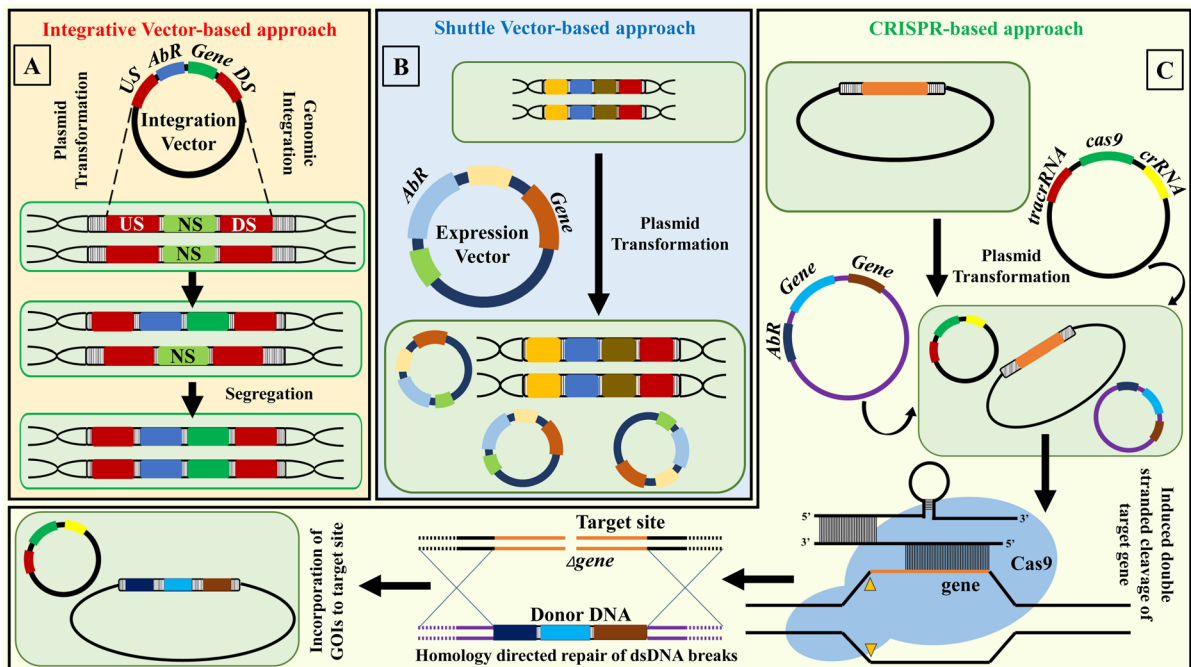 Integrative Vector-based approach
A
US
AbR
Gene
DS
Integration
Vector
Plasmid
Transformation
Genomic
Integration
US
NS
DS
NS
NS
Segregation
Shuttle Vector-based approach
B
AbR
Gene
Expression
Vector
Plasmid
Transformation
CRISPR-based approach
C
tracrRNA
cas9
crRNA
Plasmid
Transformation
AbR
Gene
Gene
Induced double
stranded cleavage of
target gene
5’
3’
3’
5’
Cas9
gene
Target site
Δgene
Donor DNA
Homology directed repair of dsDNA breaks
Incorporation of
GOIs to target site